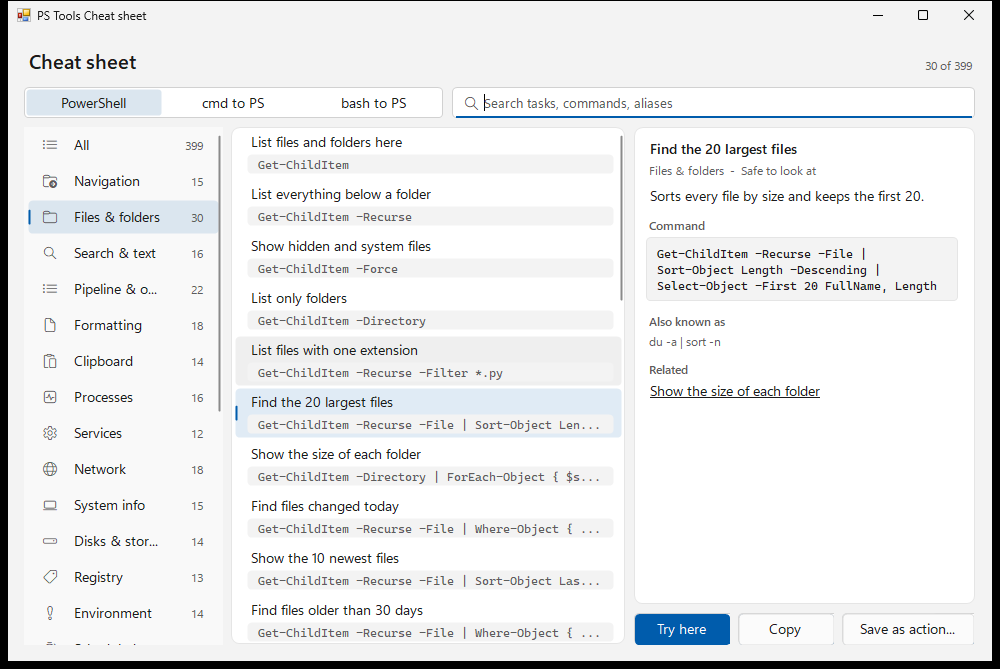 PS Tools Cheat sheet
Cheat sheet
30 of 399
PowerShell
cmd to PS
bash to PS
Search tasks, commands, aliases
All
399
Navigation
15
Files & folders
30
Search & text
16
Pipeline & o...
22
Formatting
18
Clipboard
14
Processes
16
Services
12
Network
18
System info
15
Disks & stor...
14
Registry
13
Environment
14
List files and folders here
Get-ChildItem
List everything below a folder
Get-ChildItem -Recurse
Show hidden and system files
Get-ChildItem -Force
List only folders
Get-ChildItem -Directory
List files with one extension
Get-ChildItem -Recurse -Filter *.py
Find the 20 largest files
Get-ChildItem -Recurse -File | Sort-Object Len...
Show the size of each folder
Get-ChildItem -Directory | ForEach-Object { $s...
Find files changed today
Get-ChildItem -Recurse -File | Where-Object { ...
Show the 10 newest files
Get-ChildItem -Recurse -File | Sort-Object Las...
Find files older than 30 days
Get-ChildItem -Recurse -File | Where-Object { ...
Find the 20 largest files
Files & folders - Safe to look at
Sorts every file by size and keeps the first 20.
Command
Get-ChildItem -Recurse -File |
Sort-Object Length -Descending |
Select-Object -First 20 FullName, Length
Also known as
du -a | sort -n
Related
Show the size of each folder
Try here
Copy
Save as action...